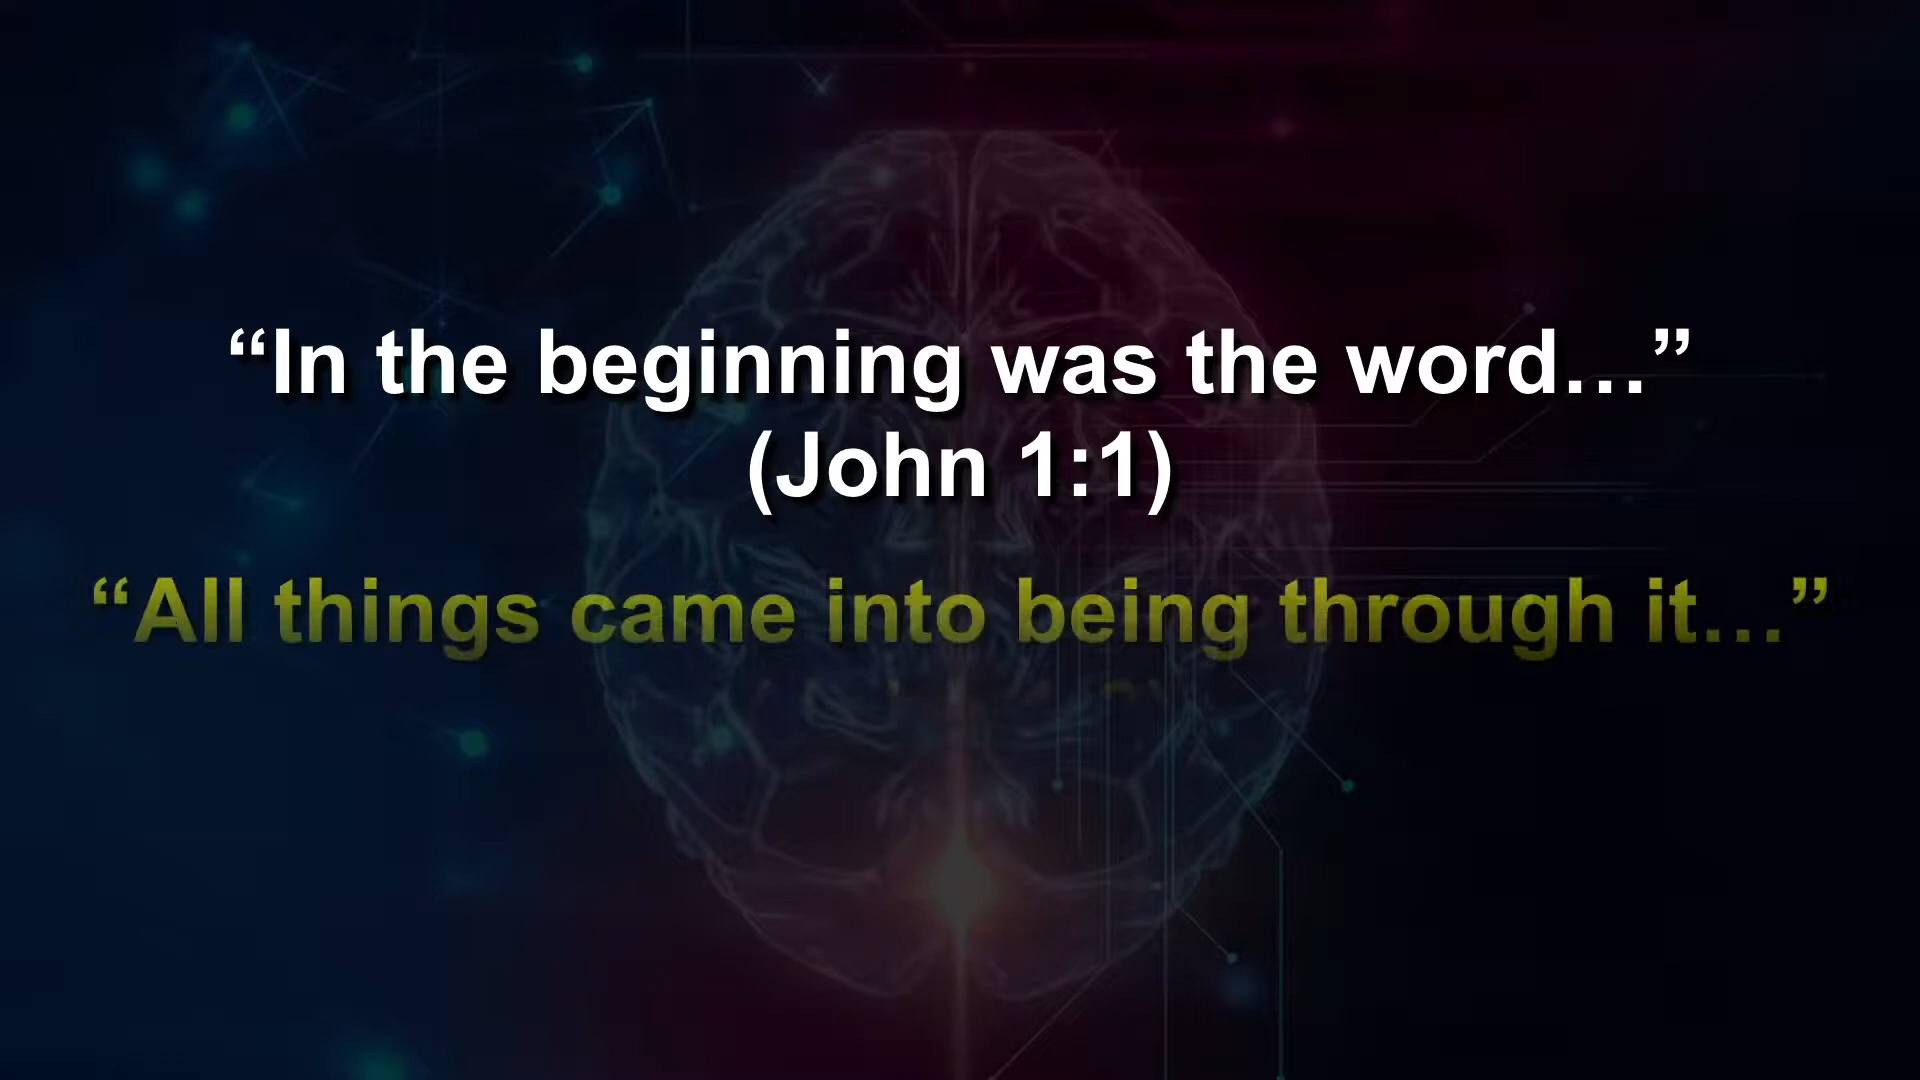 “In the beginning was the word…”
(John 1:1)
“All things came into being through it…”